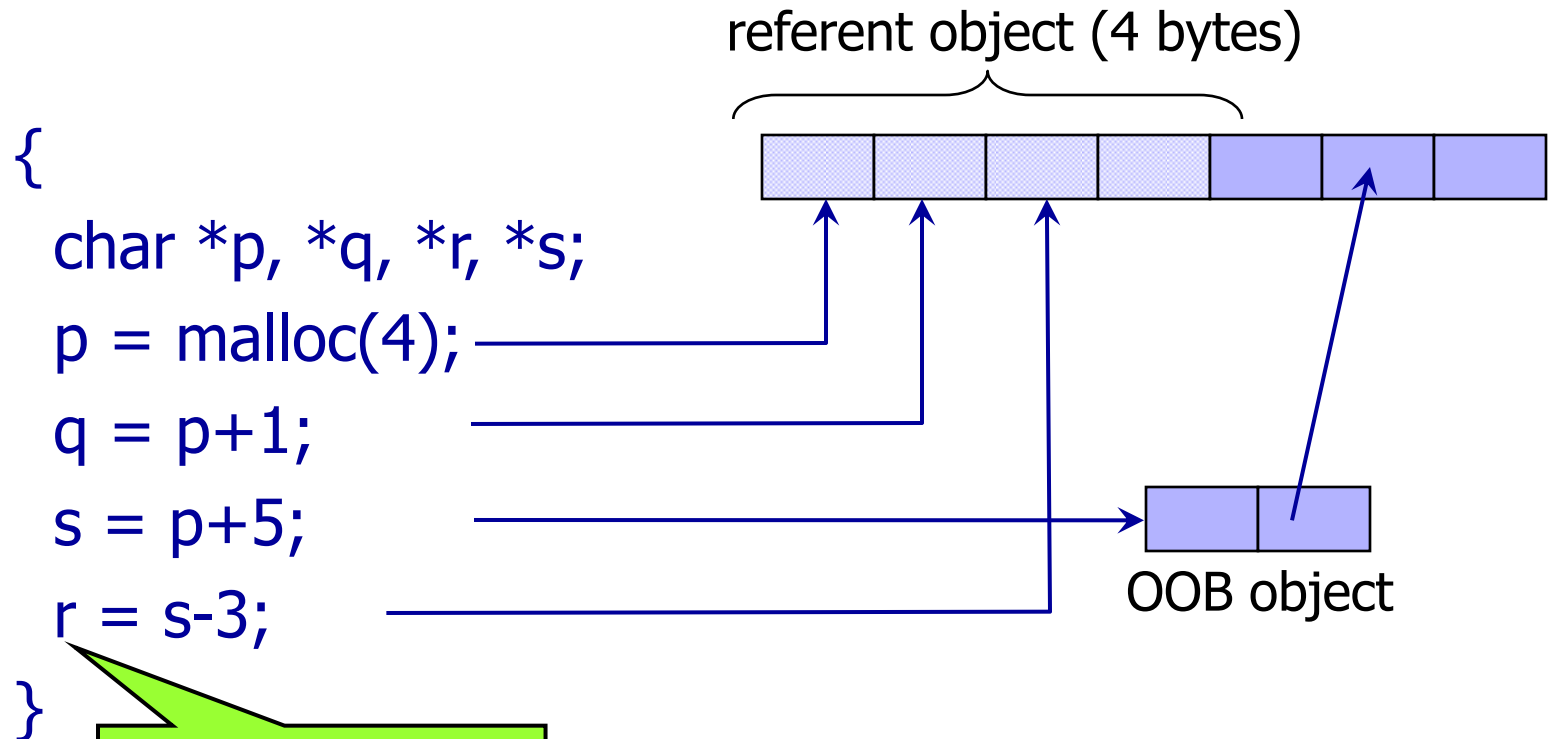 referent object (4 bytes)
{
char *p, *q, *r, *s;
p = malloc(4);
q = p+1;
s = p+5;
r = s-3;
}
OOB object